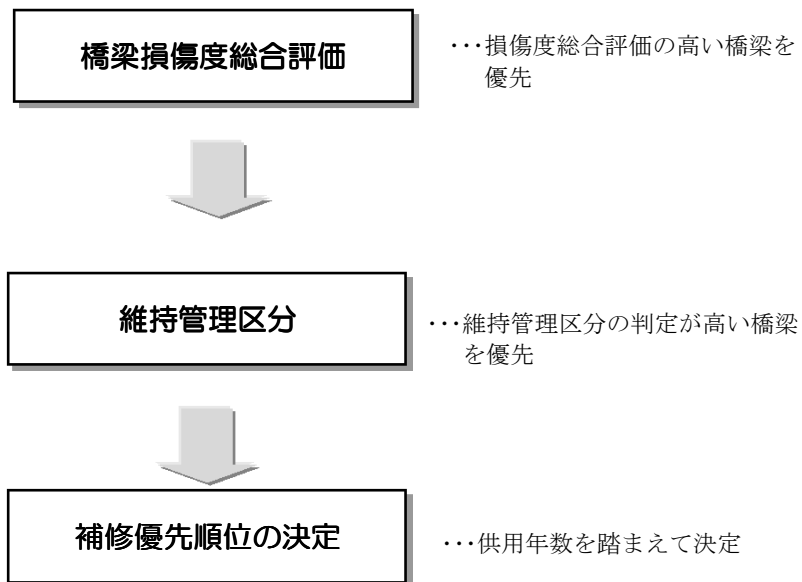 橋梁損傷度総合評価
･･･損傷度総合評価の高い橋梁を
優先
維持管理区分
･･･維持管理区分の判定が高い橋梁
を優先
補修優先順位の決定
･･･供用年数を踏まえて決定